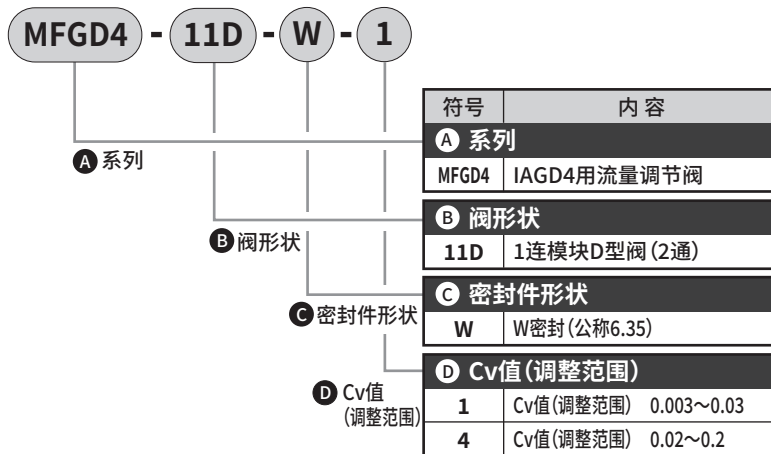 MFGD4 - 11D - W - 1
符号 内 容
A 系列
MFGD4 IAGD4用流量调节阀
A 系列
B 阀形状
11D 1连模块D型阀(2通)
B 阀形状
C 密封件形状
W W密封(公称6.35)
C 密封件形状
D Cv值(调整范围)
1 Cv值(调整范围) 0.003～0.03
4 Cv值(调整范围) 0.02～0.2
D Cv值
(调整范围)